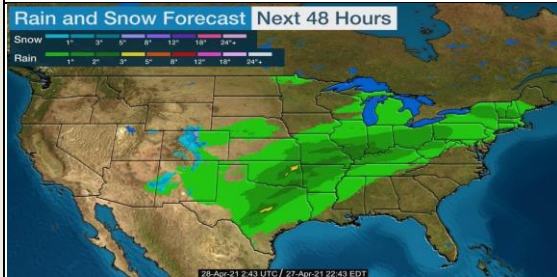 Rain and Snow Forecast Next 48 Hours
Snow
1" 3" 5" 8" 12" 18" 24"+
Rain
1" 2" 3" 5" 8" 12" 18" 24"+
28-Apr-21 2:43 UTC / 27-Apr-21 22:43 EDT